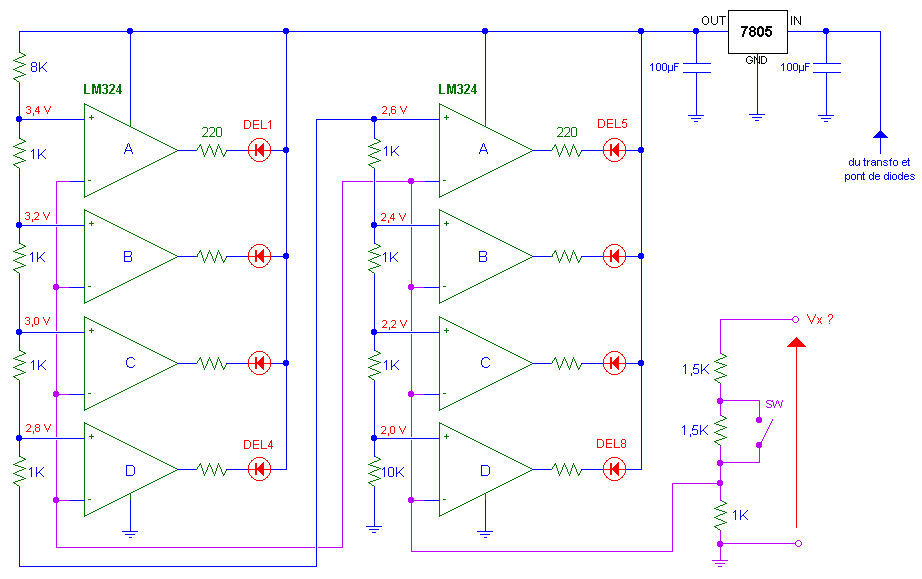 OUT
7805
IN
GND
100µF
100µF
du transfo et
pont de diodes
8K
LM324
3,4 V
+
A
-
220
DEL1
1K
3,2 V
+
B
-
1K
3,0 V
+
C
-
1K
2,8 V
+
D
-
DEL4
1K
LM324
2,6 V
+
A
-
220
DEL5
1K
2,4 V
+
B
-
1K
2,2 V
+
C
-
1K
2,0 V
+
D
-
DEL8
10K
Vx ?
1,5K
SW
1,5K
1K